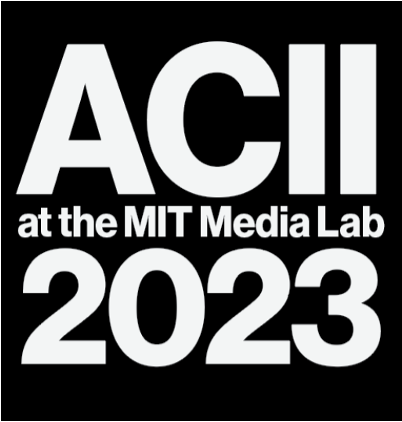 ACII
at the MIT Media Lab
2023